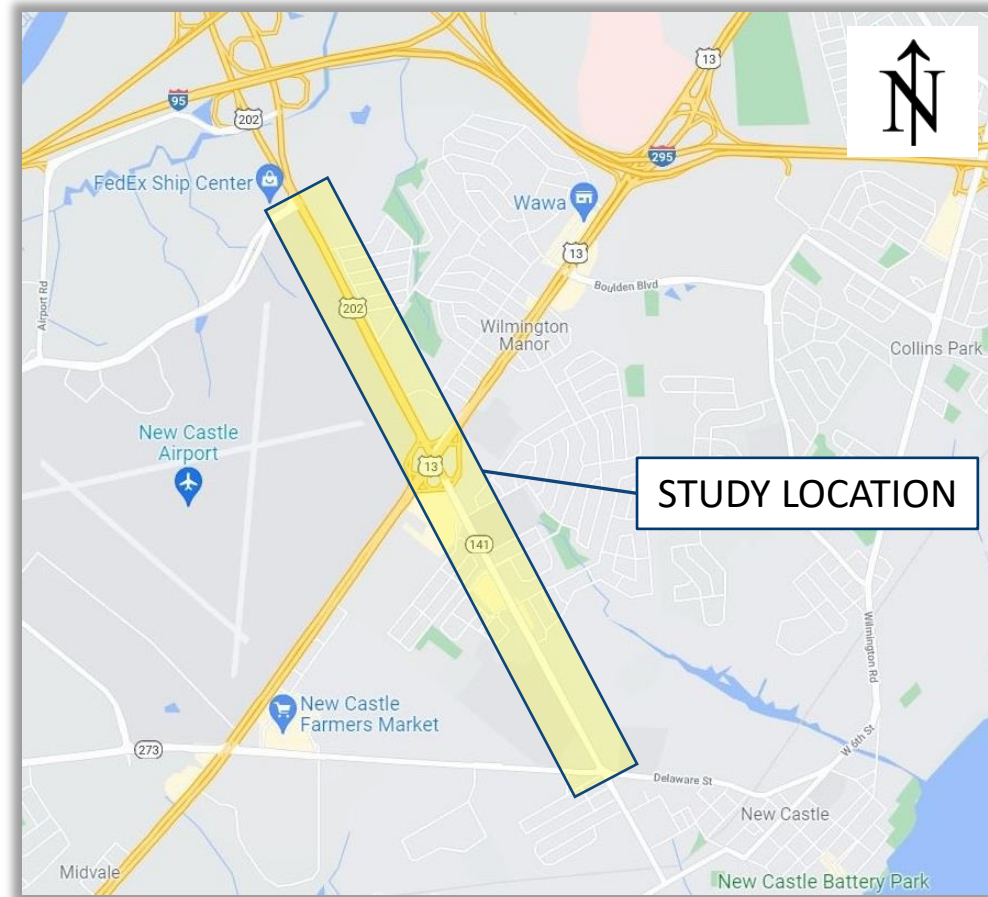 13
N
95
202
295
FedEx Ship Center
Wawa
13
Boulden Blvd
Airport Rd
202
Wilmington
Manor
Collins Park
New Castle
Airport
13
STUDY LOCATION
141
Wilmington Rd
New Castle
Farmers Market
W 6th St
273
Delaware St
New Castle
Midvale
New Castle Battery Park